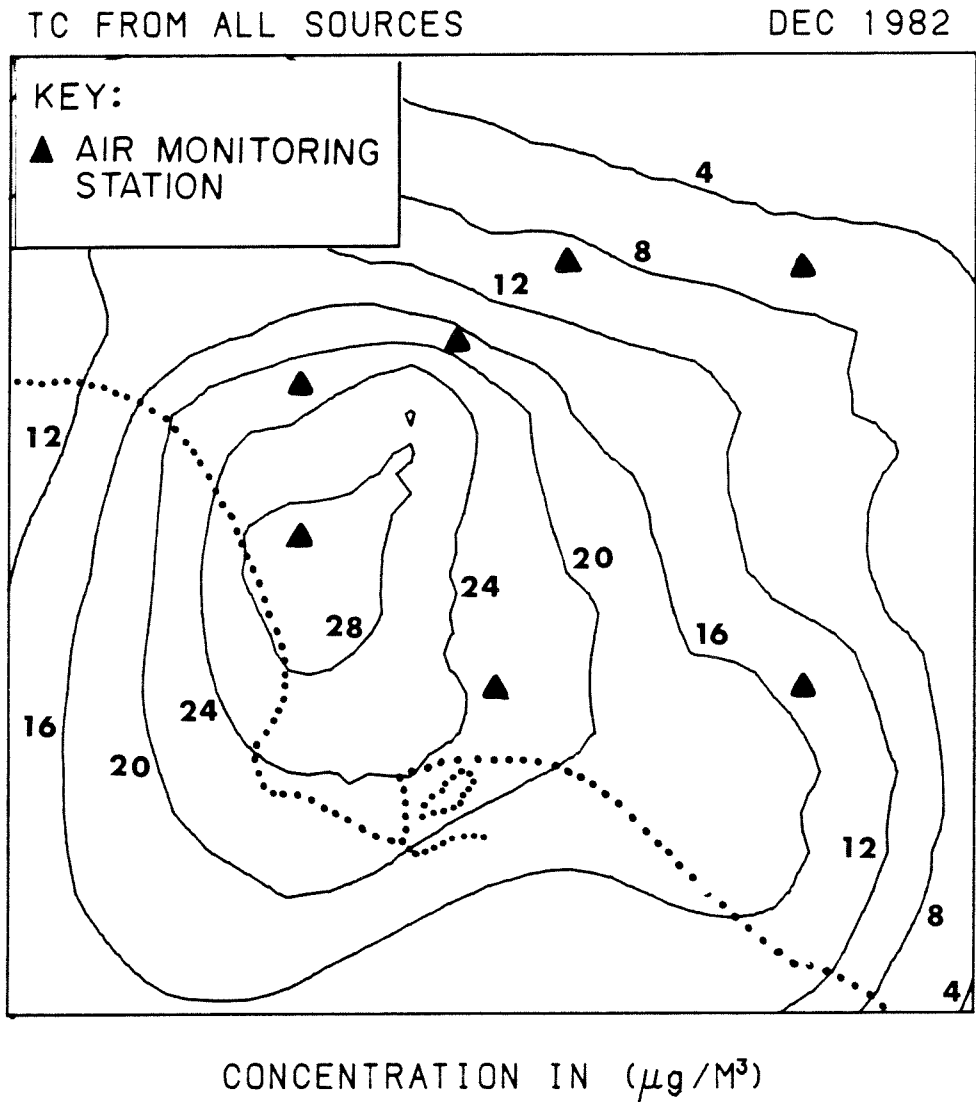 TC FROM ALL SOURCES DEC 1982
KEY:
▲ AIR MONITORING
STATION
4
8
12
12
20
24
28
16
24
16
20
12
8
4
CONCENTRATION IN (µg/M³)